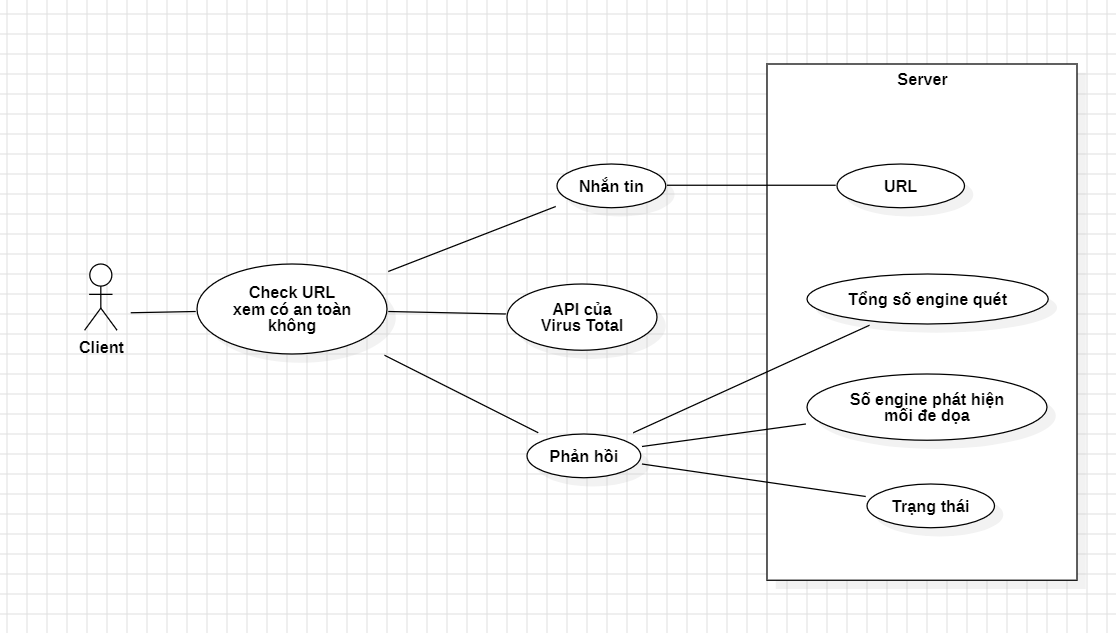 Server
Nhắn tin
URL
Check URL
xem có an toàn
không
API của
Virus Total
Tổng số engine quét
Client
Số engine phát hiện
mối đe dọa
Phản hồi
Trạng thái